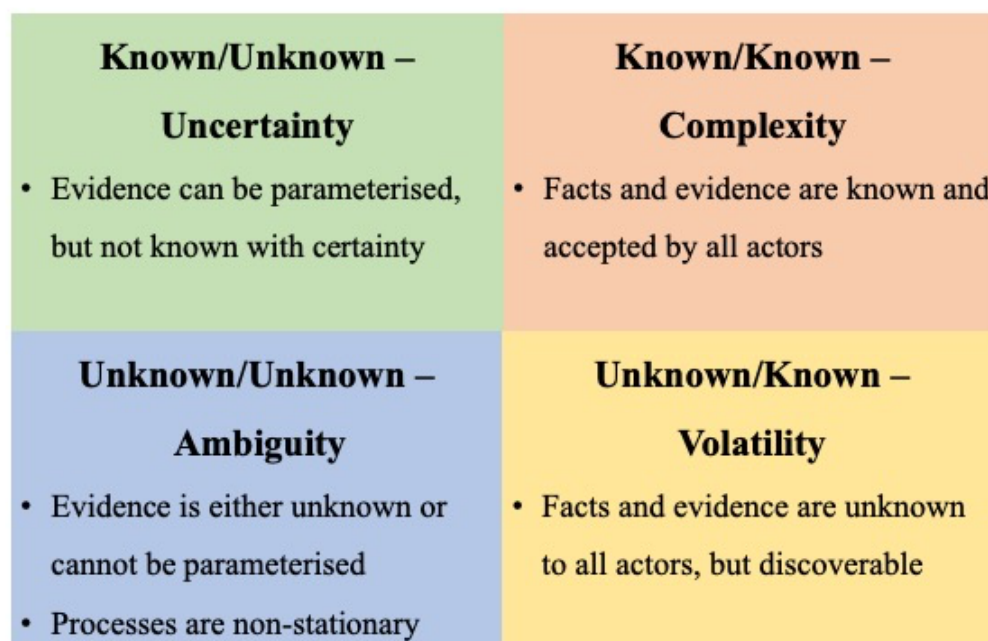 Known/Unknown –
Uncertainty
• Evidence can be parameterised,
but not known with certainty
Known/Known –
Complexity
• Facts and evidence are known and
accepted by all actors
Unknown/Unknown –
Ambiguity
• Evidence is either unknown or
cannot be parameterised
• Processes are non-stationary
Unknown/Known –
Volatility
• Facts and evidence are unknown
to all actors, but discoverable